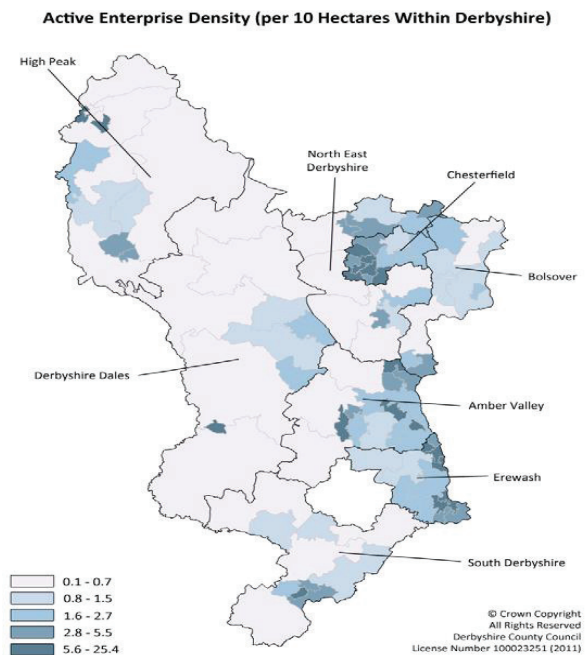 Active Enterprise Density (per 10 Hectares Within Derbyshire)
High Peak
North East
Derbyshire
Chesterfield
Bolsover
Derbyshire Dales
Amber Valley
Erewash
South Derbyshire
0.1 - 0.7
0.8 - 1.5
1.6 - 2.7
2.8 - 5.5
5.6 - 25.4
© Crown Copyright
All Rights Reserved
Derbyshire County Council
License Number 100023251 (2011)